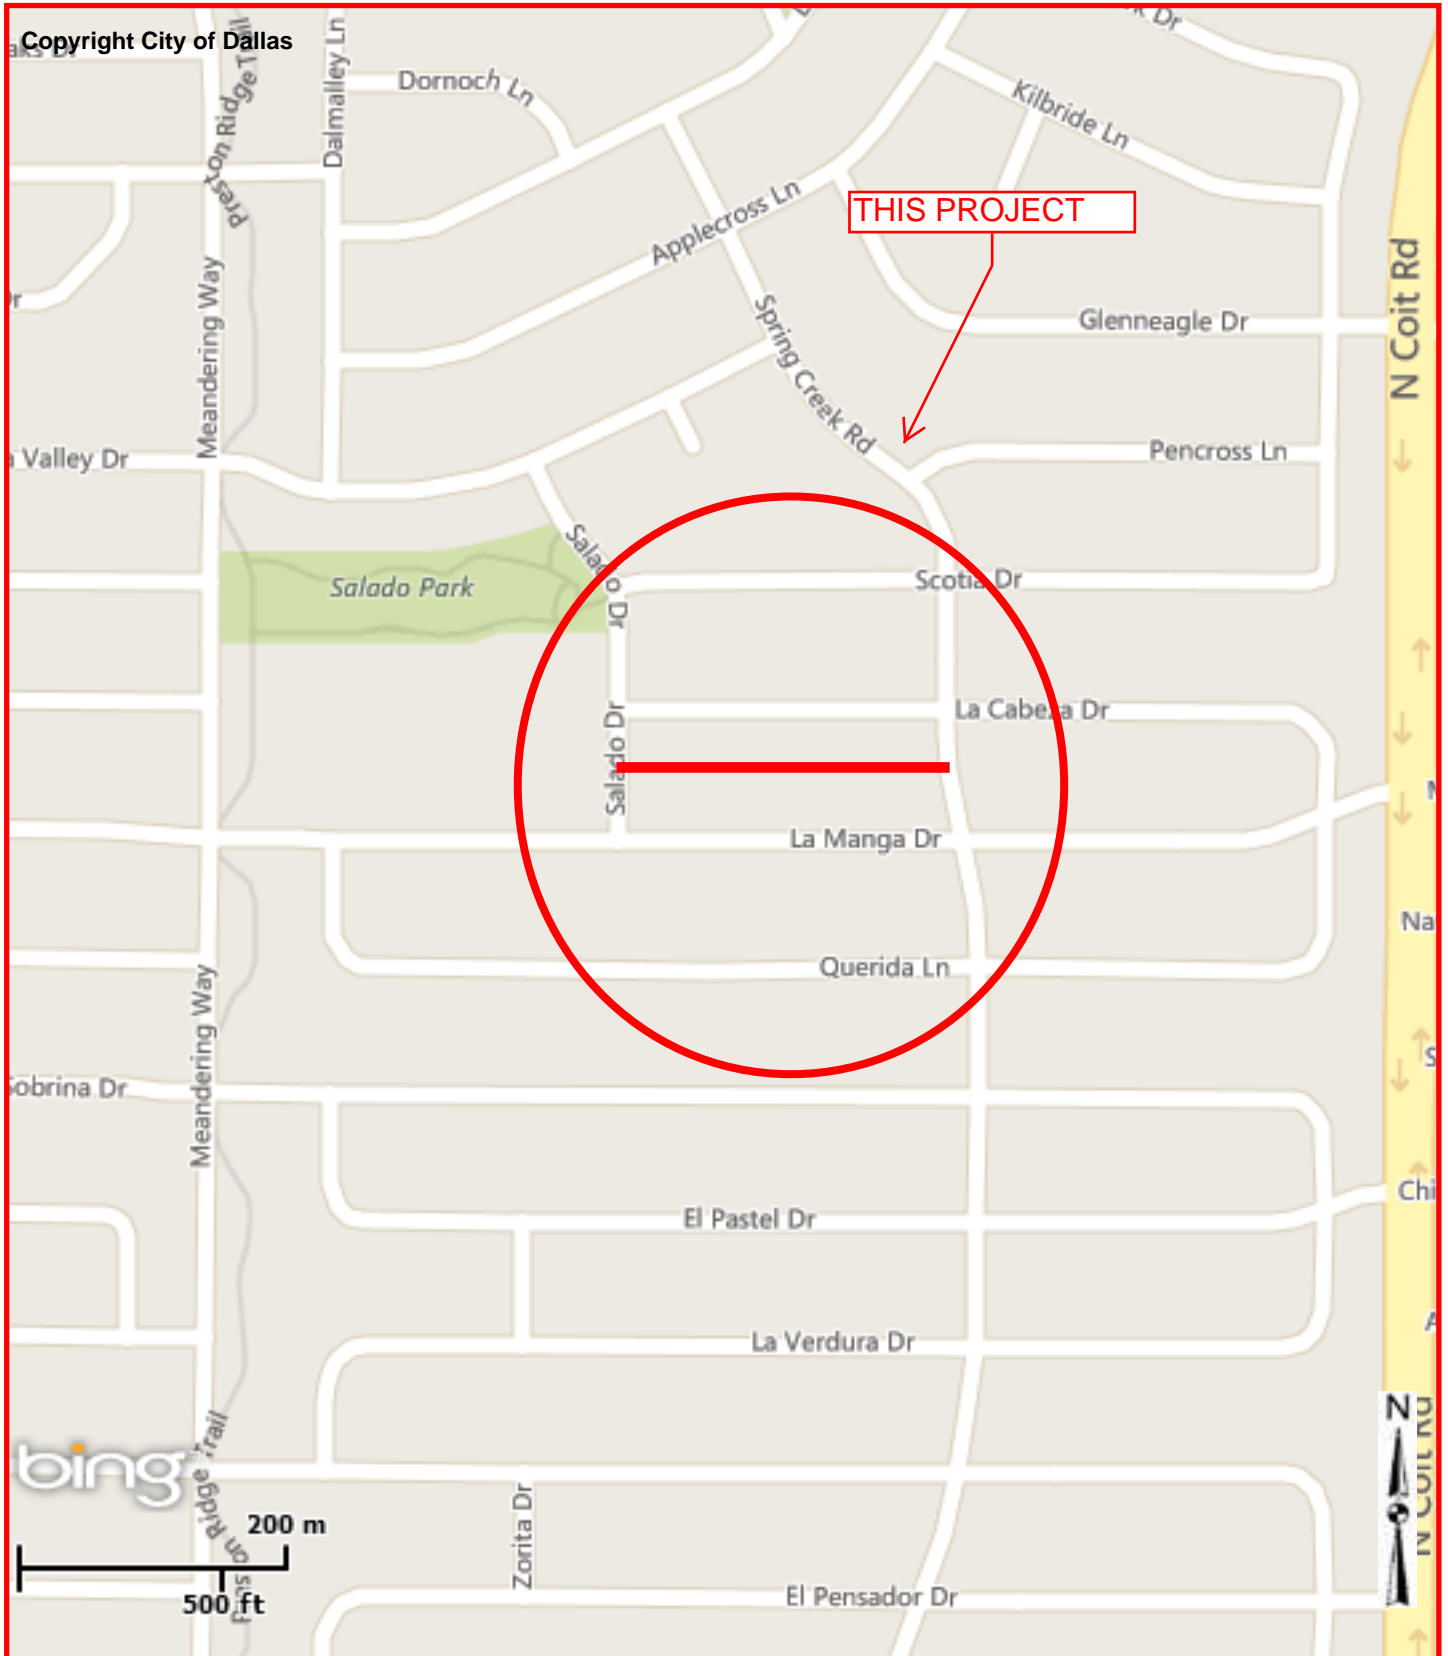 Copyright City of Dallas
Dalmalley Ln
Dornoch Ln
Kilbride Ln
Preston Ridge Trail
Applecross Ln
THIS PROJECT
Meandering Way
Spring Creek Rd
Glenneagle Dr
N Coit Rd
Valley Dr
Pencross Ln
Salado Dr
Salado Park
Scotia Dr
Salado Dr
La Cabeza Dr
La Manga Dr
Querida Ln
Meandering Way
Sobrina Dr
El Pastel Dr
La Verdura Dr
N
N Coit Rd
bing
Ridge Trail
200 m
500 ft
Zorita Dr
El Pensador Dr